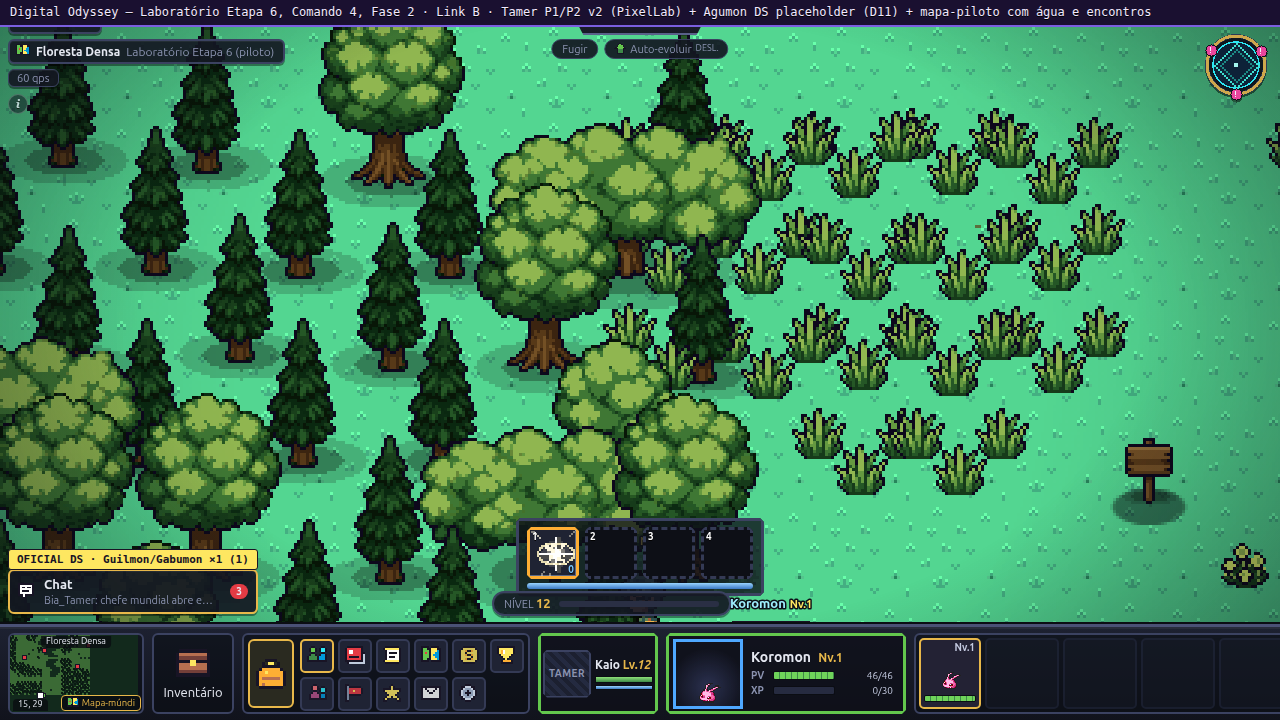 Digital Odyssey — Laboratório Etapa 6, Comando 4, Fase 2 · Link B · Tamer P1/P2 v2 (PixelLab) + Agumon DS placeholder (D11) + mapa-piloto com água e encontros
Floresta Densa Laboratório Etapa 6 (piloto)
Fugir
Auto-evoluir DESL.
60 qps
i
OFICIAL DS · Guilmon/Gabumon ×1 (1)
Chat
Bia_Tamer: chefe mundial abre e...
3
1
0
2
3
4
NÍVEL 12
Koromon Nv.1
Floresta Densa
15, 29
Mapa-múndi
Inventário
TAMER
Kaio Lv.12
Koromon Nv.1
PV 46/46
XP 0/30
Nv.1